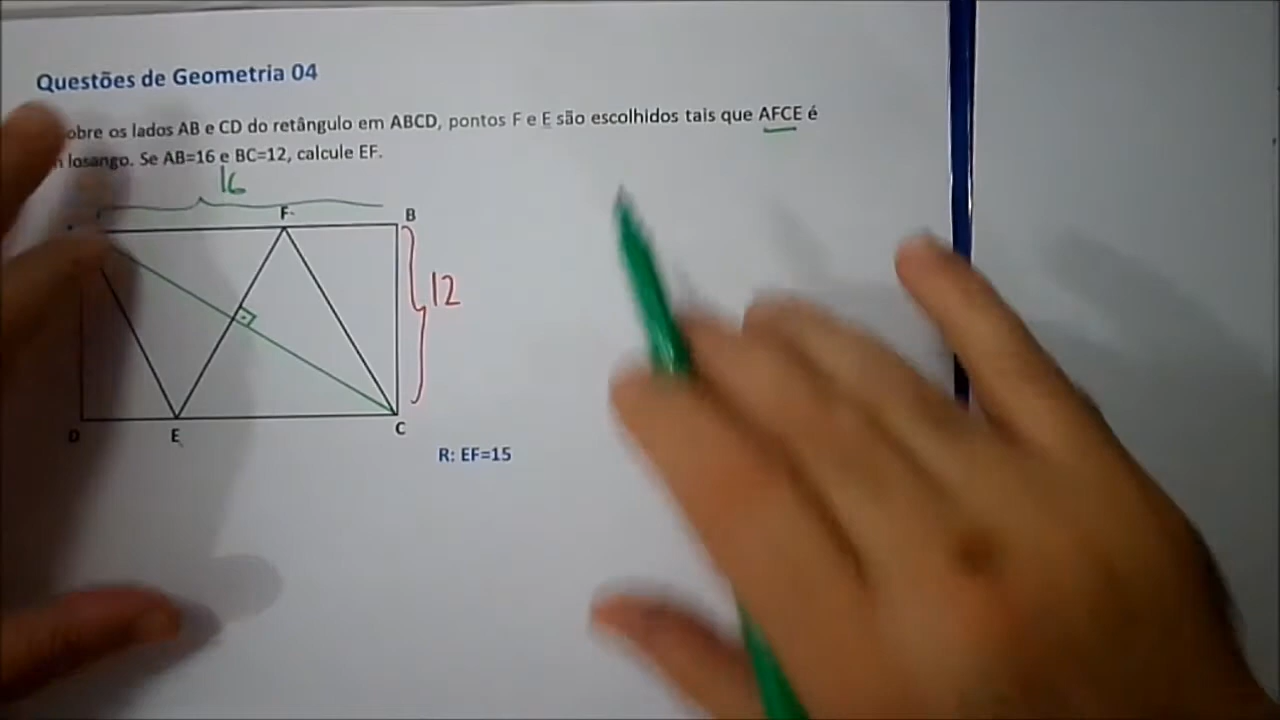 Questões de Geometria 04
os lados AB e CD do retângulo em ABCD, pontos F e E são escolhidos tais que AFCE é
losango. Se AB=16 e BC=12, calcule EF.
16
F
B
12
D
E
C
R: EF=15